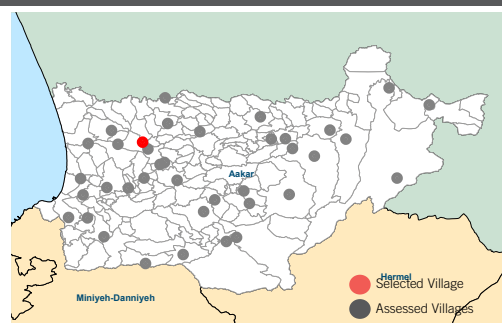 Aakar
Hermel
Selected Village
Miniyeh-Danniyeh
Assessed Villages